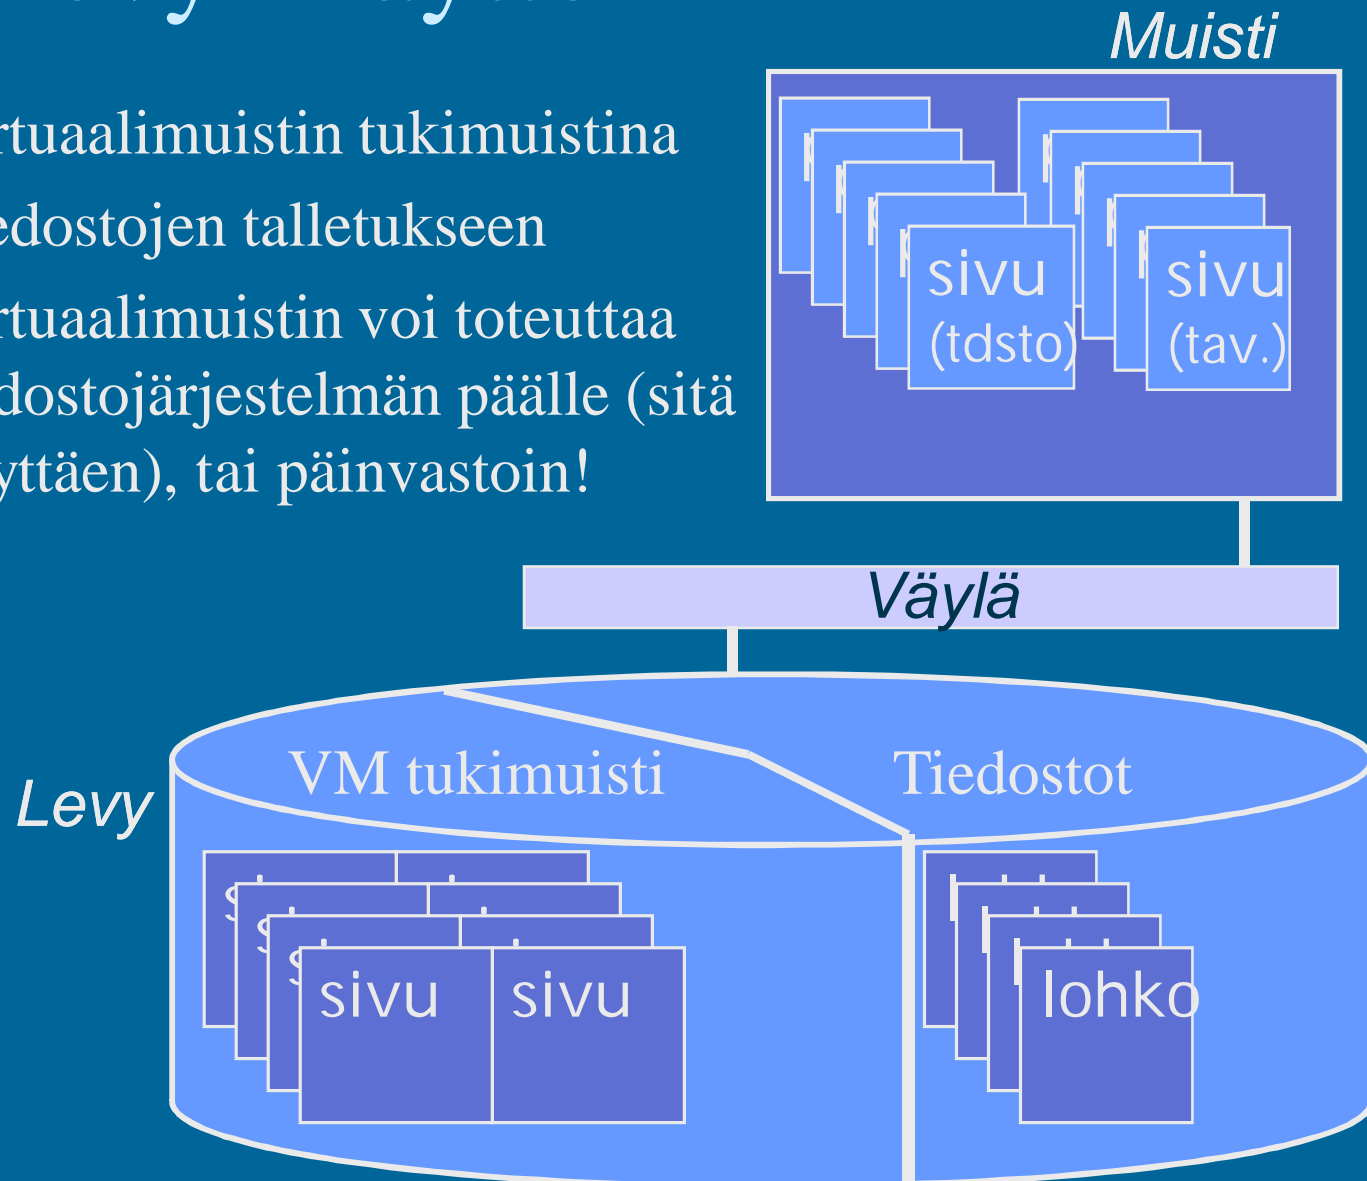 Muisti
rtuaalimuistin tukimuistina
edostojen talletukseen
rtuaalimuistin voi toteuttaa
dostojärjestelmän päälle (sitä
yttäen), tai päinvastoin!
sivu
(tdsto)
sivu
(tav.)
Väylä
VM tukimuisti
Tiedostot
Levy
sivu
sivu
lohko